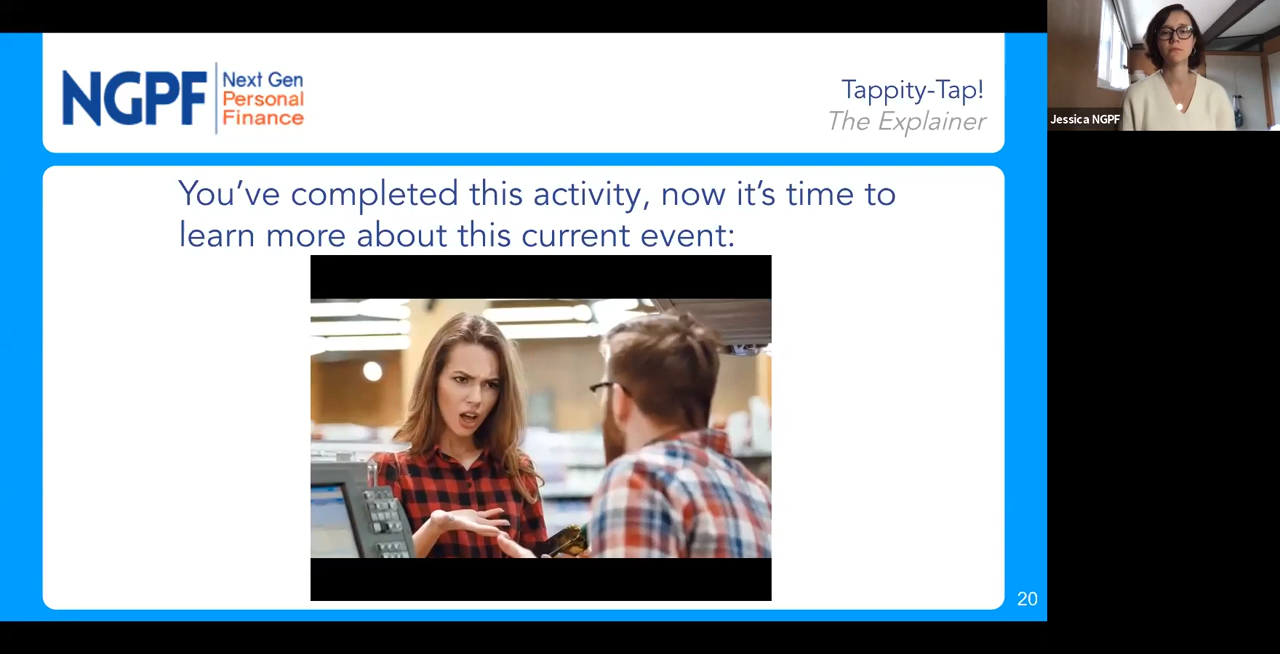 NGPF
Next Gen
Personal
Finance
Tappity-Tap!
The Explainer
Jessica NGPF
You've completed this activity, now it's time to
learn more about this current event:
20